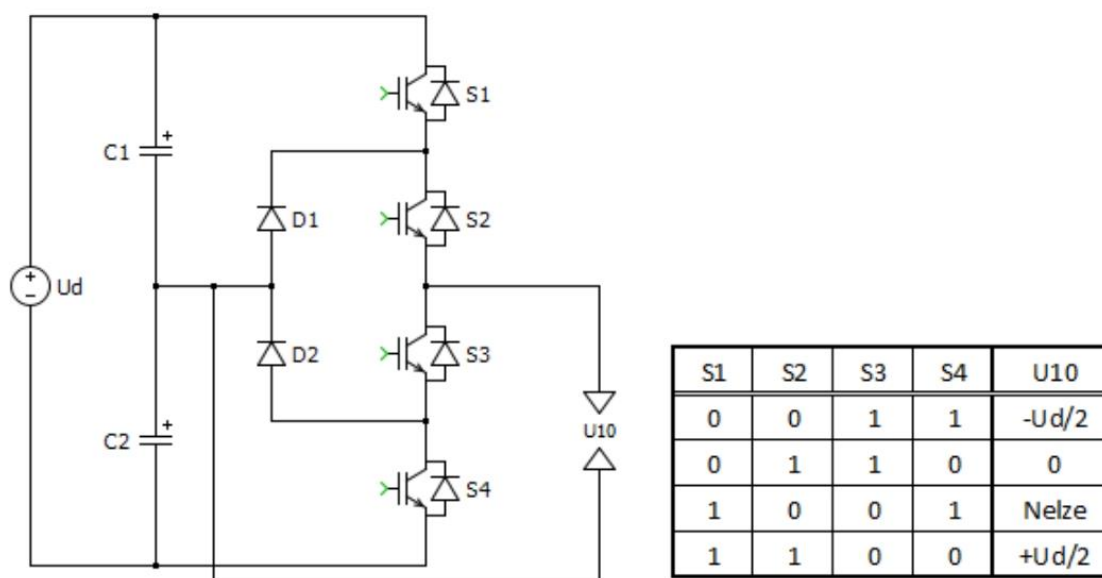 S1
C1 +
D1
S2
+
−
Ud
D2
S3
C2 +
U10
S4
S1 S2 S3 S4 U10
0 0 1 1 -Ud/2
0 1 1 0 0
1 0 0 1 Nelze
1 1 0 0 +Ud/2